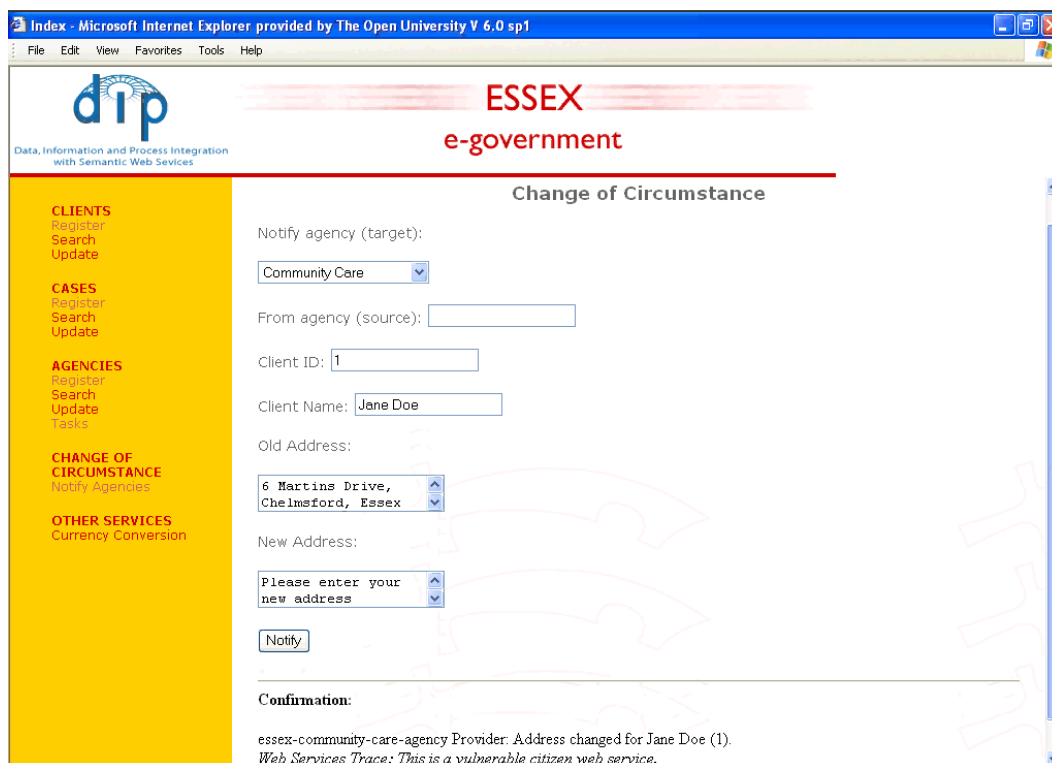 Index - Microsoft Internet Explorer provided by The Open University V 6.0 sp1
File Edit View Favorites Tools Help
dip
Data, Information and Process Integration
with Semantic Web Sevices
ESSEX
e-government
CLIENTS
Register
Search
Update
CASES
Register
Search
Update
AGENCIES
Register
Search
Update
Tasks
CHANGE OF
CIRCUMSTANCE
Notify Agencies
OTHER SERVICES
Currency Conversion
Change of Circumstance
Notify agency (target):
Community Care
From agency (source):
Client ID: 1
Client Name: Jane Doe
Old Address:
6 Martins Drive,
Chelmsford, Essex
New Address:
Please enter your
new address
Notify
Confirmation:
essex-community-care-agency Provider: Address changed for Jane Doe (1).
Web Services Trace: This is a vulnerable citizen web service.